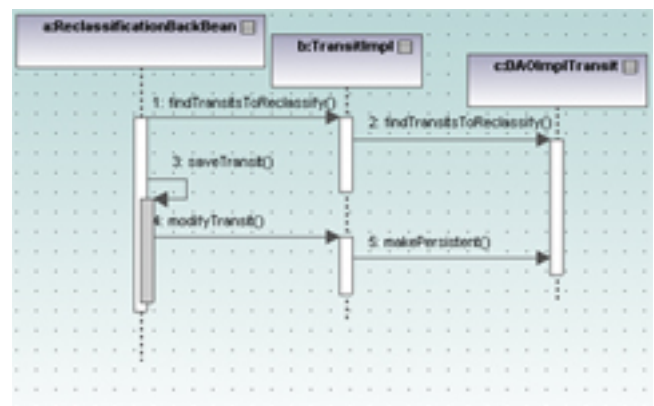 a:ReclassificationBackBean
b:TransitImpl
c:DAOImplTransit
1: findTransitsToReclassify()
2: findTransitsToReclassify()
3: saveTransit()
4: modifyTransit()
5: makePersistent()